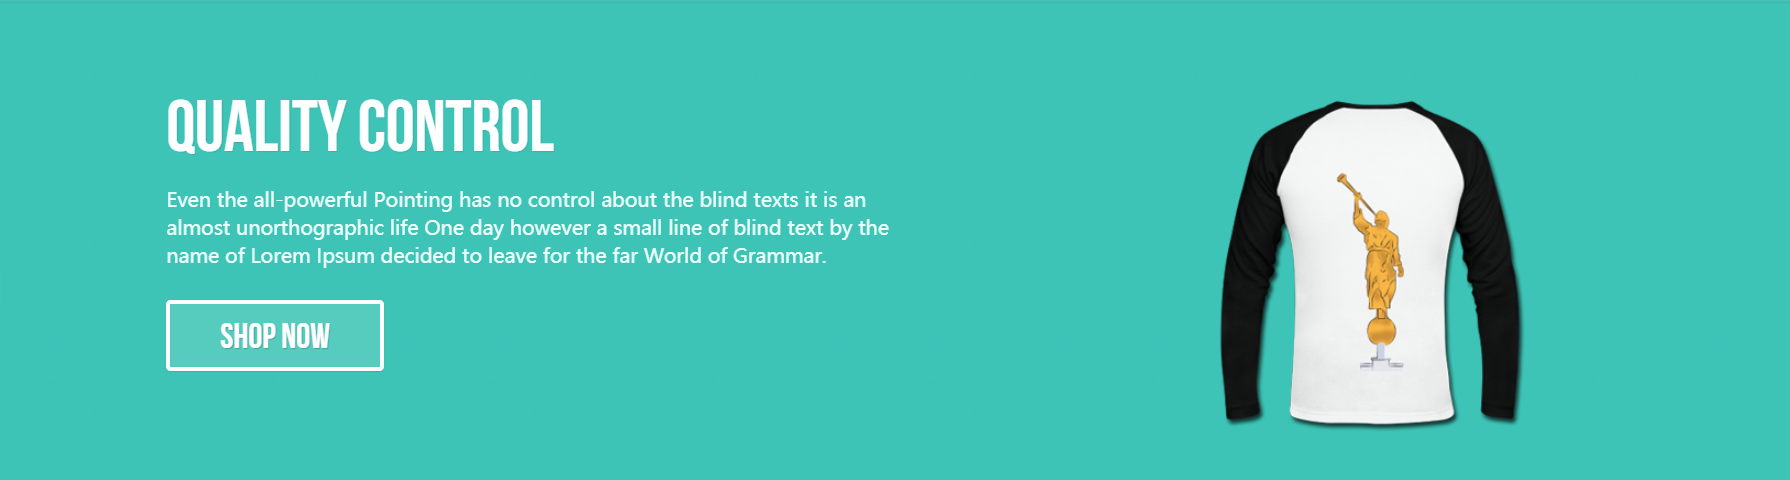 QUALITY CONTROL
Even the all-powerful Pointing has no control about the blind texts it is an
almost unorthographic life One day however a small line of blind text by the
name of Lorem Ipsum decided to leave for the far World of Grammar.
SHOP NOW